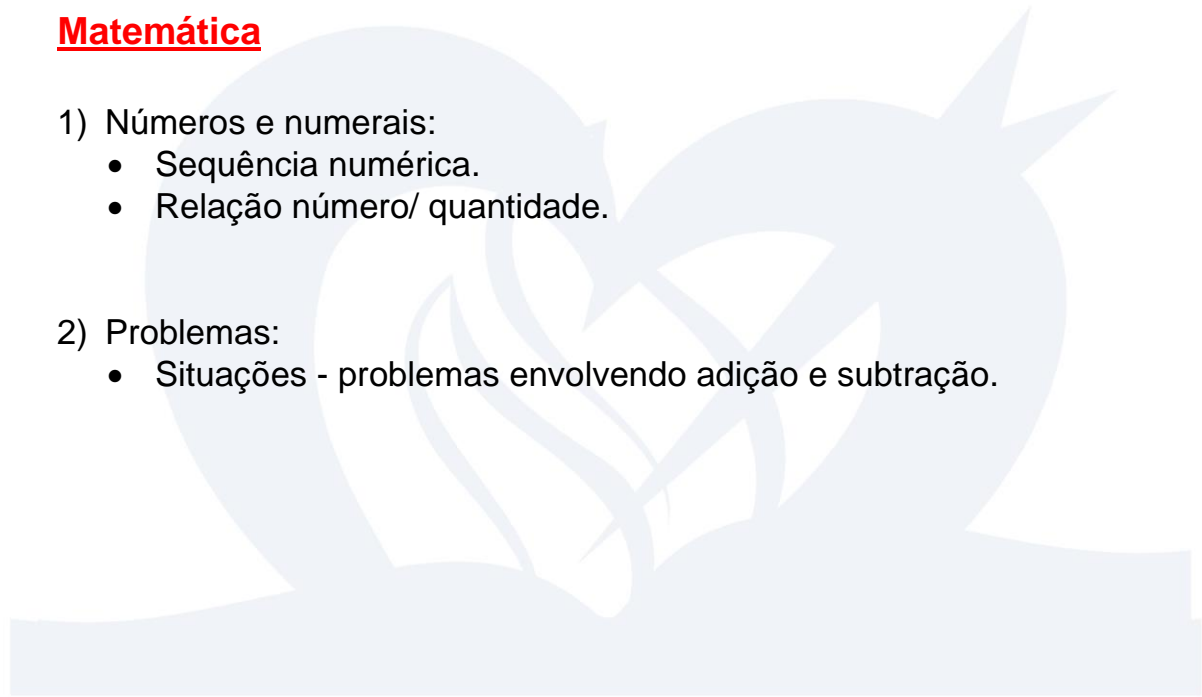 Matemática
1) Números e numerais:
• Sequência numérica.
• Relação número/ quantidade.
2) Problemas:
• Situações - problemas envolvendo adição e subtração.